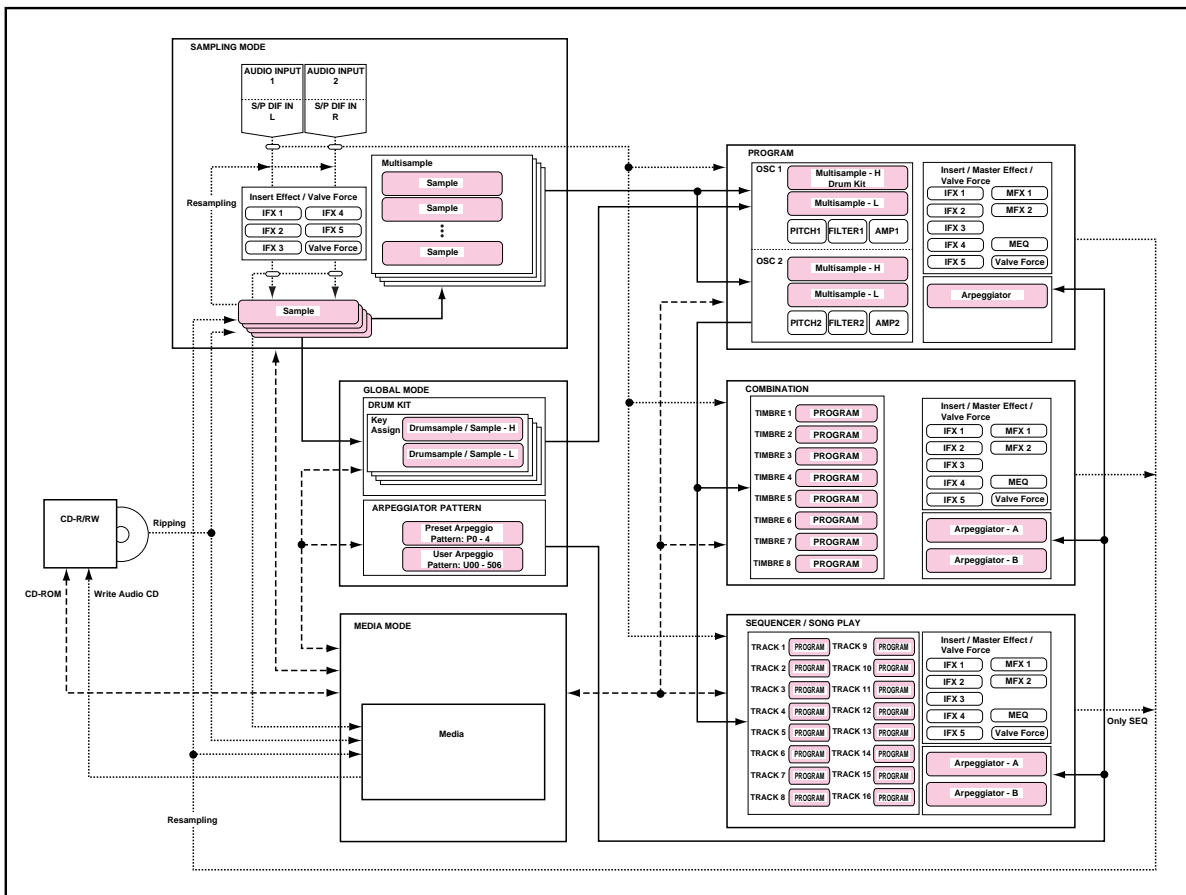 SAMPLING MODE
AUDIO INPUT
1
AUDIO INPUT
2
S/P DIF IN
L
S/P DIF IN
R
Resampling
Insert Effect / Valve Force
IFX 1
IFX 4
IFX 2
IFX 5
IFX 3
Valve Force
Multisample
Sample
Sample
Sample
Sample
GLOBAL MODE
DRUM KIT
Key
Assign
Drumsample / Sample - H
Drumsample / Sample - L
ARPEGGIATOR PATTERN
Preset Arpeggio
Pattern: P0 - 4
User Arpeggio
Pattern: U00 - 506
CD-R/RW
Ripping
CD-ROM
Write Audio CD
MEDIA MODE
Media
Resampling
PROGRAM
OSC 1
Multisample - H
Drum Kit
Multisample - L
PITCH1
FILTER1
AMP1
OSC 2
Multisample - H
Multisample - L
PITCH2
FILTER2
AMP2
Insert / Master Effect /
Valve Force
IFX 1
MFX 1
IFX 2
MFX 2
IFX 3
IFX 4
MEQ
IFX 5
Valve Force
Arpeggiator
COMBINATION
TIMBRE 1 PROGRAM
TIMBRE 2 PROGRAM
TIMBRE 3 PROGRAM
TIMBRE 4 PROGRAM
TIMBRE 5 PROGRAM
TIMBRE 6 PROGRAM
TIMBRE 7 PROGRAM
TIMBRE 8 PROGRAM
Insert / Master Effect /
Valve Force
IFX 1
MFX 1
IFX 2
MFX 2
IFX 3
IFX 4
MEQ
IFX 5
Valve Force
Arpeggiator - A
Arpeggiator - B
SEQUENCER / SONG PLAY
TRACK 1 PROGRAM TRACK 9 PROGRAM
TRACK 2 PROGRAM TRACK 10 PROGRAM
TRACK 3 PROGRAM TRACK 11 PROGRAM
TRACK 4 PROGRAM TRACK 12 PROGRAM
TRACK 5 PROGRAM TRACK 13 PROGRAM
TRACK 6 PROGRAM TRACK 14 PROGRAM
TRACK 7 PROGRAM TRACK 15 PROGRAM
TRACK 8 PROGRAM TRACK 16 PROGRAM
Insert / Master Effect /
Valve Force
IFX 1
MFX 1
IFX 2
MFX 2
IFX 3
IFX 4
MEQ
IFX 5
Valve Force
Arpeggiator - A
Arpeggiator - B
Only SEQ